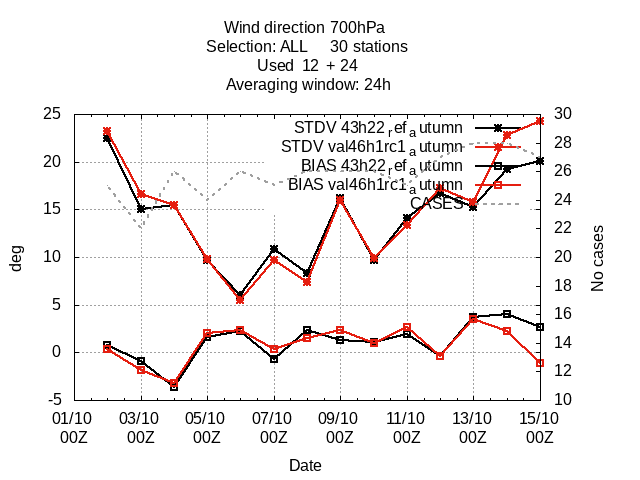 Wind direction 700hPa
Selection: ALL 30 stations
Used 12 + 24
Averaging window: 24h
STDV 43h22_ref_autumn
STDV val46h1rc1_autumn
BIAS 43h22_ref_autumn
BIAS val46h1rc1_autumn
CASES
25
20
15
10
5
0
-5
deg
30
28
26
24
22
20
18
16
14
12
10
No cases
01/10 03/10 05/10 07/10 09/10 11/10 13/10 15/10
00Z 00Z 00Z 00Z 00Z 00Z 00Z 00Z
Date